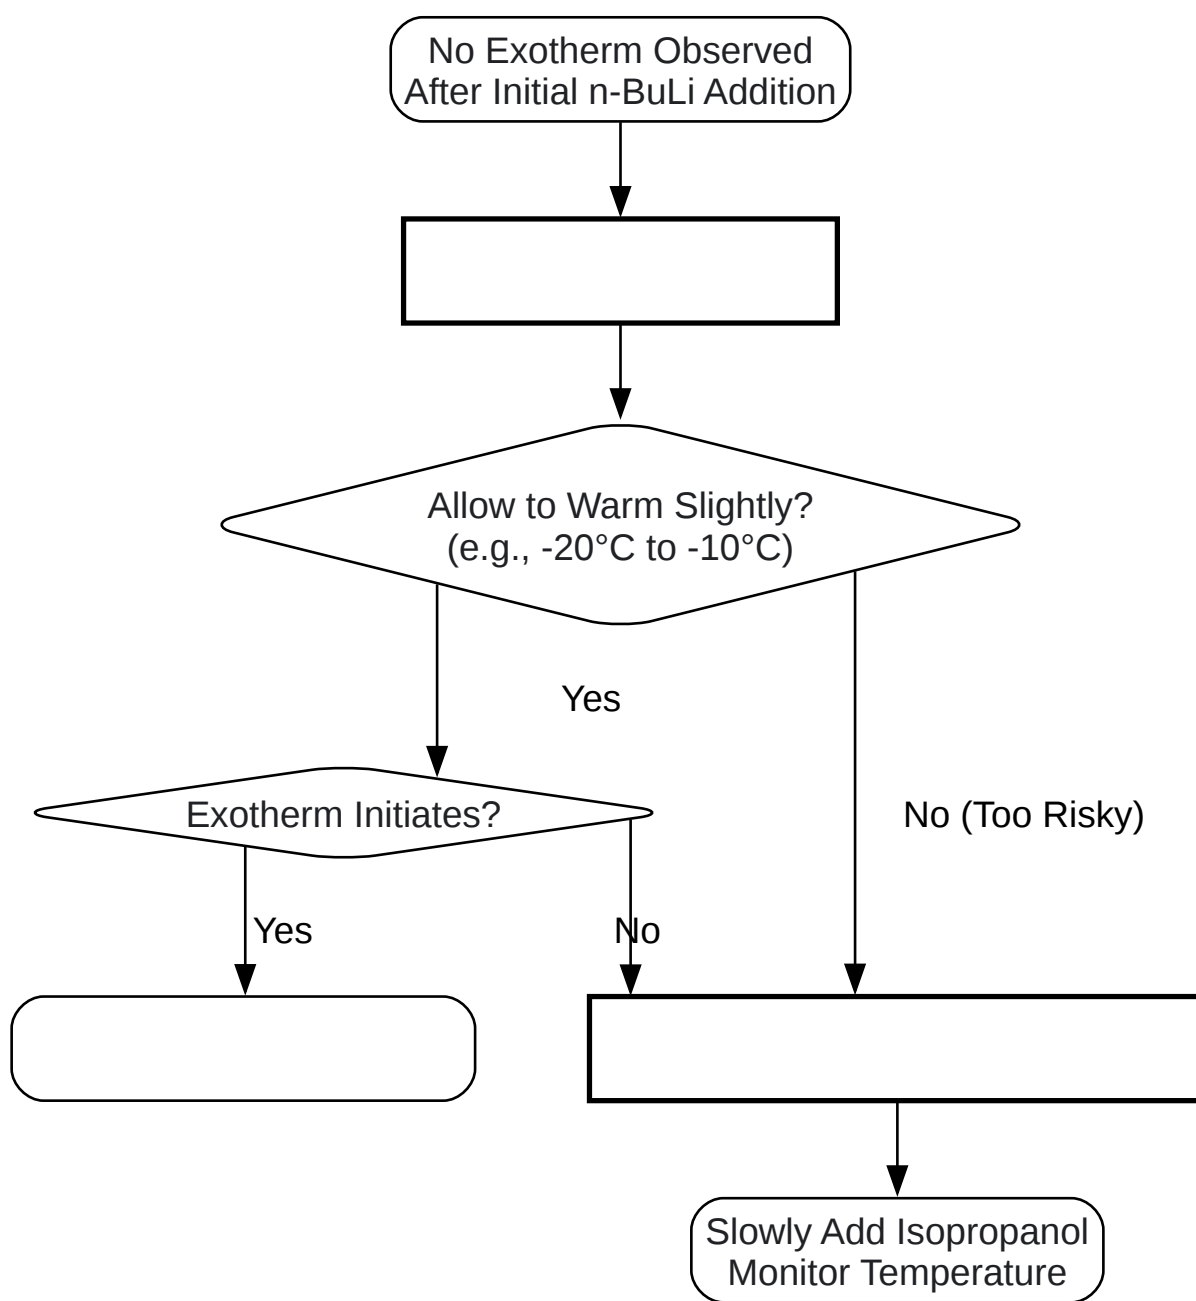 No Exotherm Observed
After Initial n-BuLi Addition
Allow to Warm Slightly?
(e.g., -20°C to -10°C)
Yes
Exotherm Initiates?
No (Too Risky)
Yes
No
Slowly Add Isopropanol
Monitor Temperature